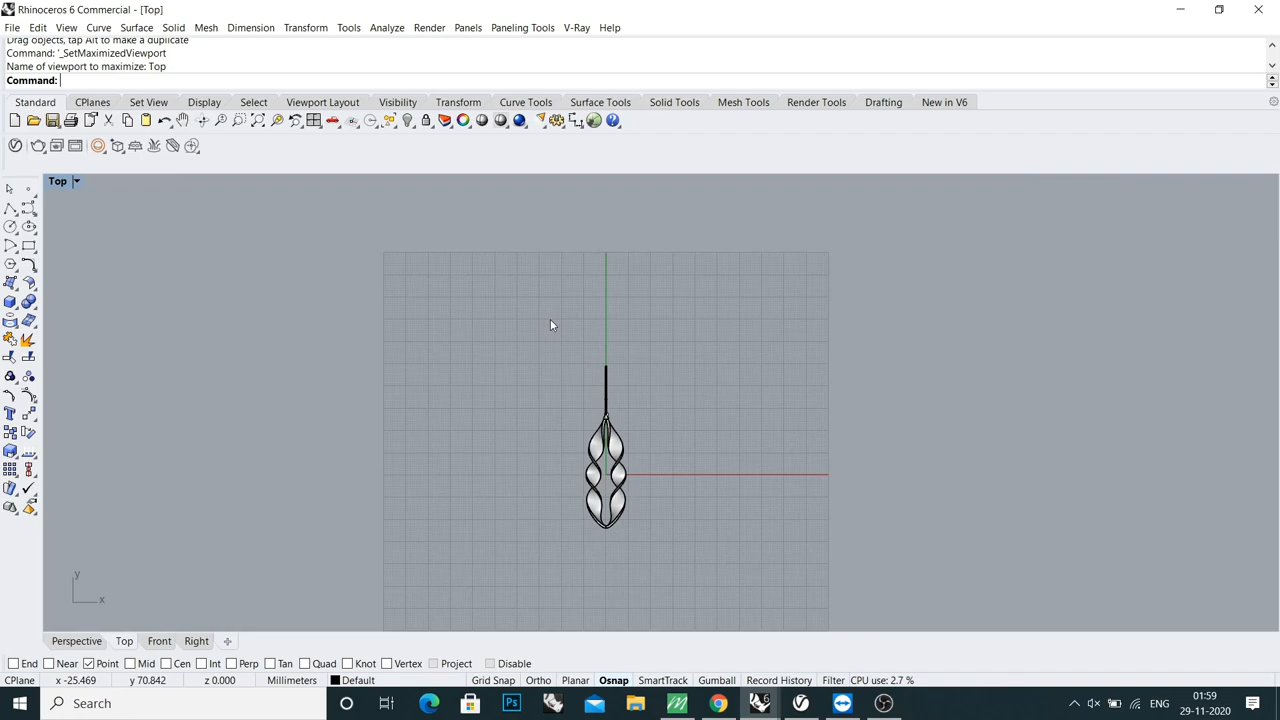 Rhinoceros 6 Commercial - [Top]
File Edit View Curve Surface Solid Mesh Dimension Transform Tools Analyze Render Panels Paneling Tools V-Ray Help
Drag objects, tap Alt to make a duplicate
Command: '_SetMaximizedViewport
Name of viewport to maximize: Top
Command:
Standard CPlanes Set View Display Select Viewport Layout Visibility Transform Curve Tools Surface Tools Solid Tools Mesh Tools Render Tools Drafting New in V6
Top
y
x
Perspective Top Front Right
End Near Point Mid Cen Int Perp Tan Quad Knot Vertex Project Disable
CPlane x -25.469 y 70.842 z 0.000 Millimeters Default Grid Snap Ortho Planar Osnap SmartTrack Gumball Record History Filter CPU use: 2.7 %
Search Ps 6 ENG 01:59
29-11-2020